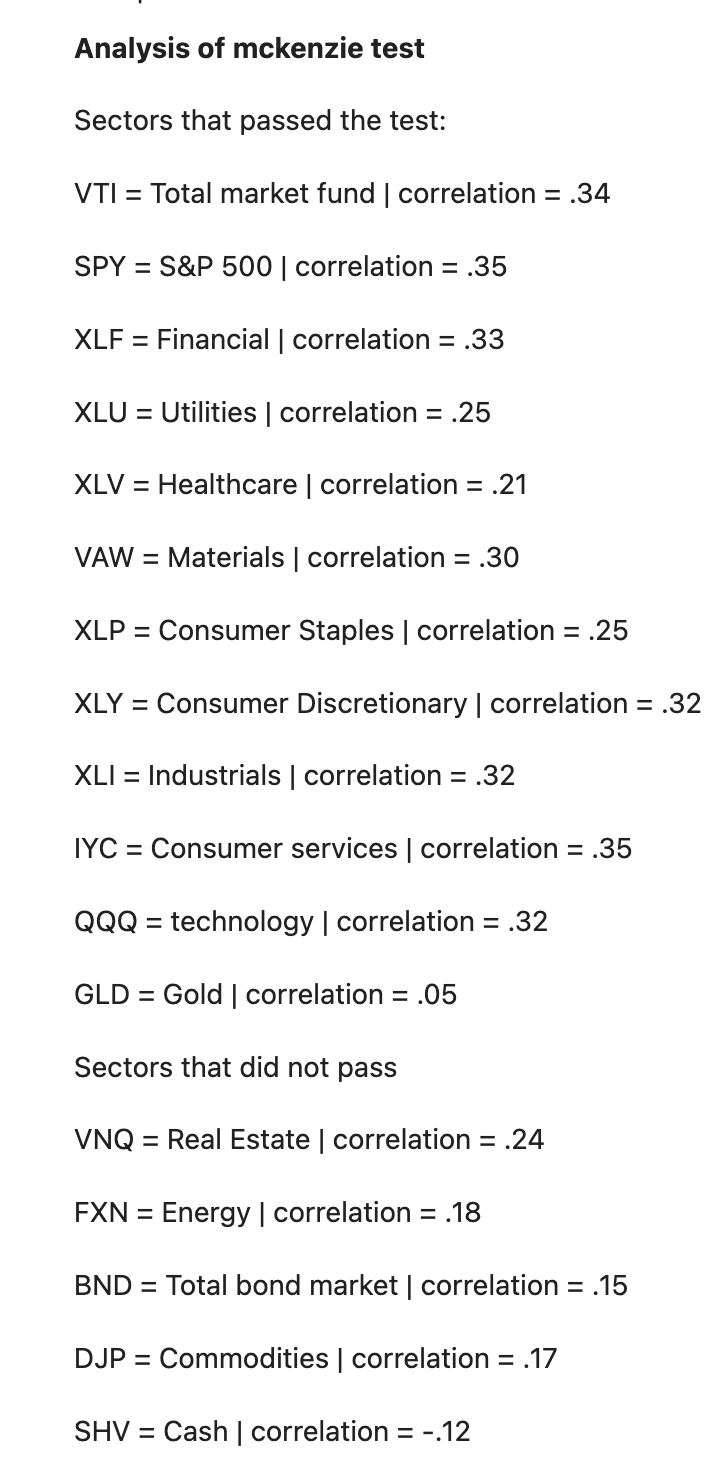 Analysis of mckenzie test
Sectors that passed the test:
VTI = Total market fund | correlation = .34
SPY = S&P 500 | correlation = .35
XLF = Financial | correlation = .33
XLU = Utilities | correlation = .25
XLV = Healthcare | correlation = .21
VAW = Materials | correlation = .30
XLP = Consumer Staples | correlation = .25
XLY = Consumer Discretionary | correlation = .32
XLI = Industrials | correlation = .32
IYC = Consumer services | correlation = .35
QQQ = technology | correlation = .32
GLD = Gold | correlation = .05
Sectors that did not pass
VNQ = Real Estate | correlation = .24
FXN = Energy | correlation = .18
BND = Total bond market | correlation = .15
DJP = Commodities | correlation = .17
SHV = Cash | correlation = -.12